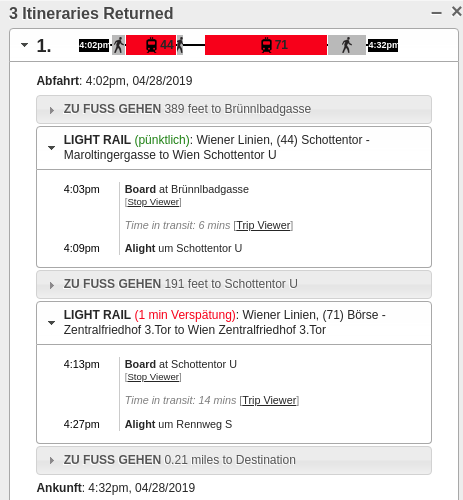 3 Itineraries Returned
1. 4:02pm 44 71 4:32pm
Abfahrt: 4:02pm, 04/28/2019
ZU FUSS GEHEN 389 feet to Brünnlbadgasse
LIGHT RAIL (pünktlich): Wiener Linien, (44) Schottentor -
Maroltingergasse to Wien Schottentor U
4:03pm Board at Brünnlbadgasse
[Stop Viewer]
Time in transit: 6 mins [Trip Viewer]
4:09pm Alight um Schottentor U
ZU FUSS GEHEN 191 feet to Schottentor U
LIGHT RAIL (1 min Verspätung): Wiener Linien, (71) Börse -
Zentralfriedhof 3.Tor to Wien Zentralfriedhof 3.Tor
4:13pm Board at Schottentor U
[Stop Viewer]
Time in transit: 14 mins [Trip Viewer]
4:27pm Alight um Rennweg S
ZU FUSS GEHEN 0.21 miles to Destination
Ankunft: 4:32pm, 04/28/2019